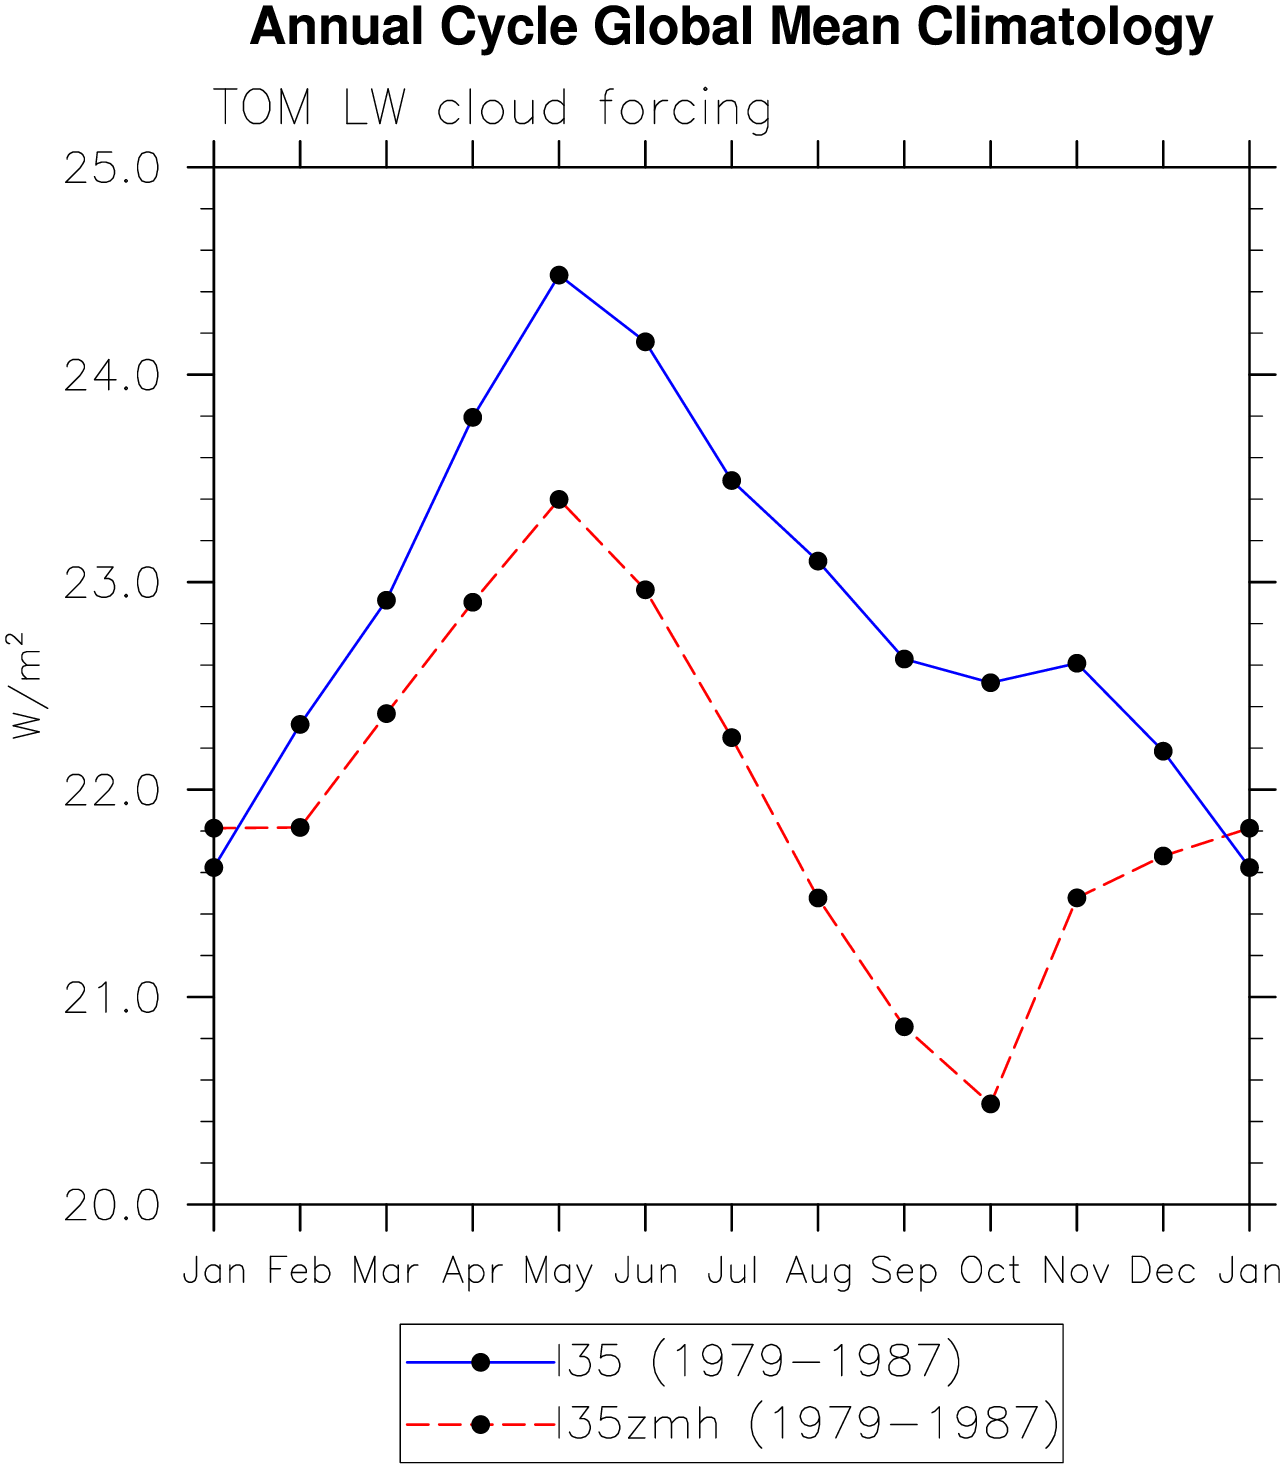 Annual Cycle Global Mean Climatology
TOM LW cloud forcing
25.0
24.0
23.0
22.0
21.0
20.0
W/m²
Jan Feb Mar Apr May Jun Jul Aug Sep Oct Nov Dec Jan
I35 (1979−1987)
I35zmh (1979−1987)